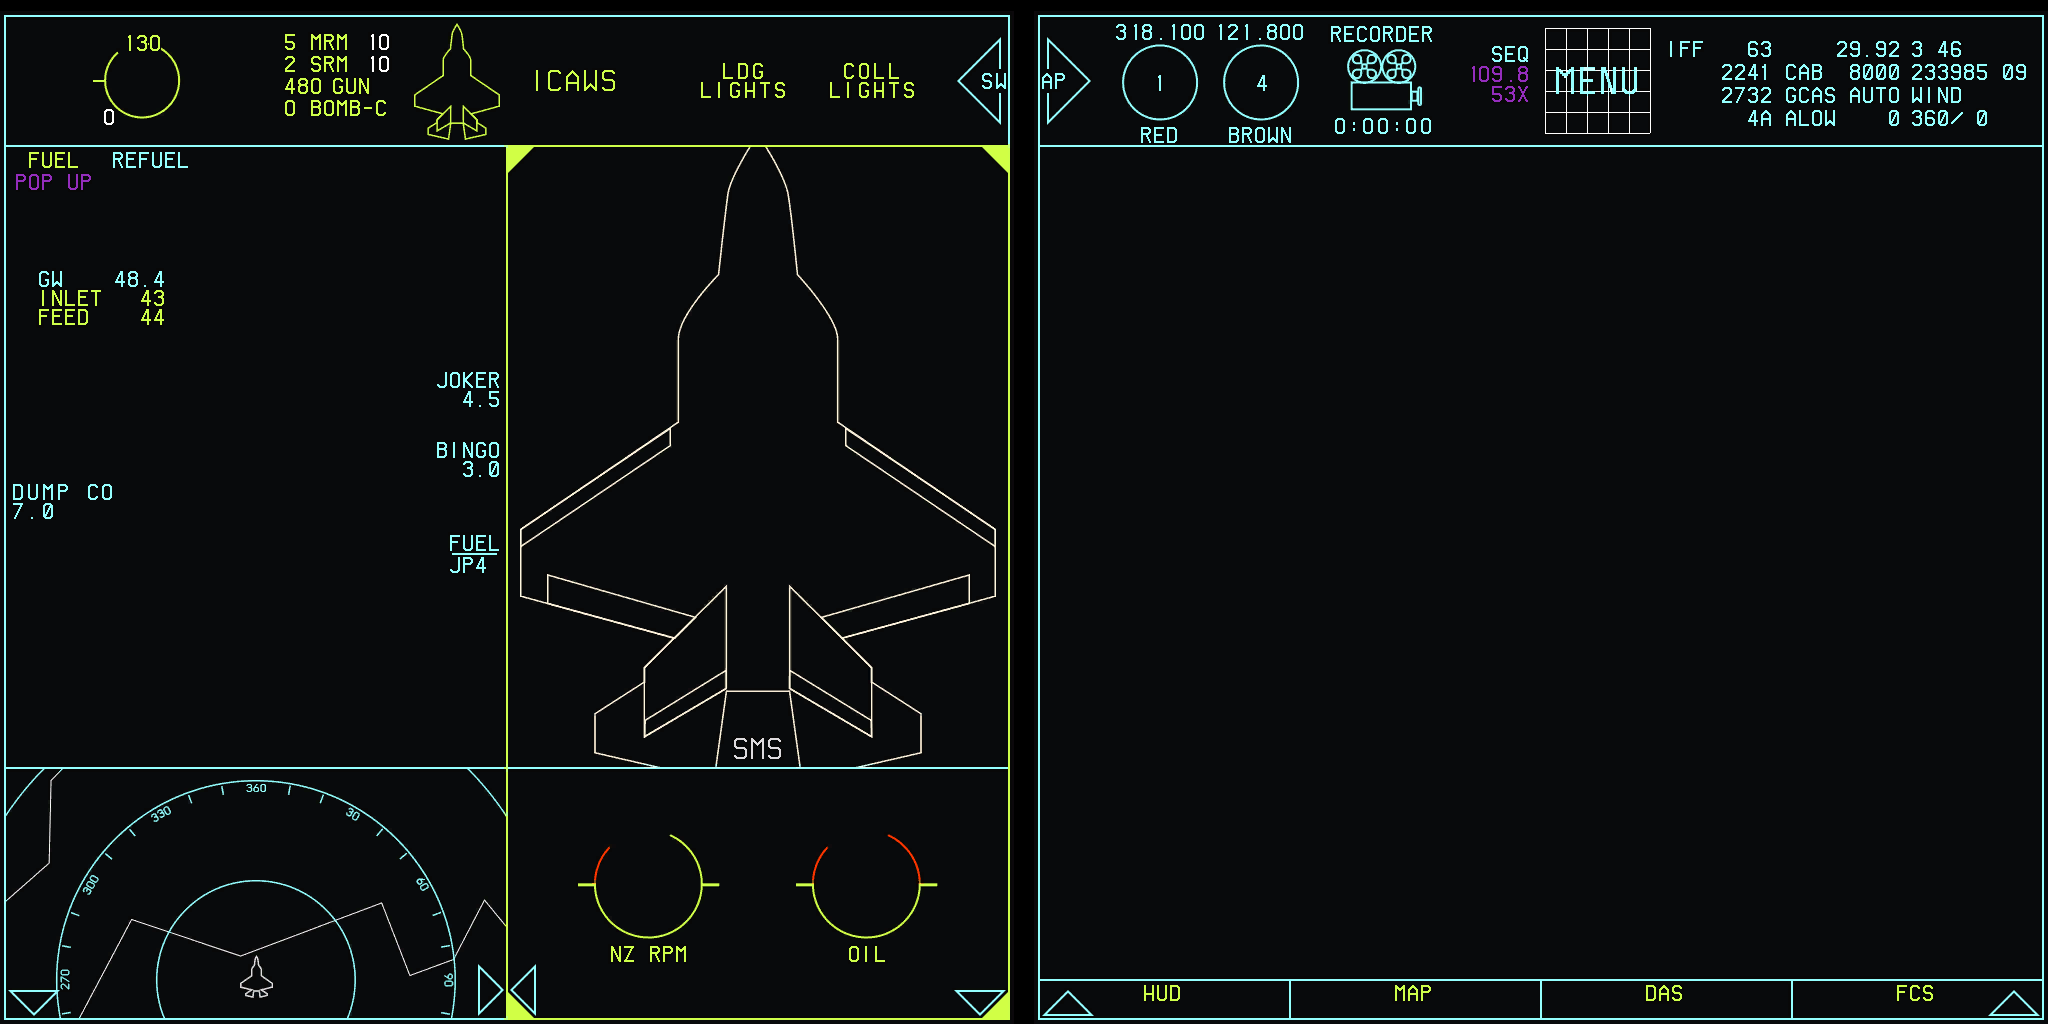 130
0
5 MRM 10
2 SRM 10
480 GUN
0 BOMB-C
ICAWS
LDG
LIGHTS
COLL
LIGHTS
SW
AP
318.100
1
RED
121.800
4
BROWN
RECORDER
0:00:00
SEQ
109.8
53X
MENU
IFF 63 29.92 3 46
2241 CAB 8000 233985 09
2732 GCAS AUTO WIND
4A ALOW 0 360/ 0
FUEL REFUEL
POP UP
GW 48.4
INLET 43
FEED 44
JOKER
4.5
BINGO
3.0
DUMP CO
7.0
FUEL
JP4
SMS
360
330
30
300
60
270
90
NZ RPM
OIL
HUD
MAP
DAS
FCS